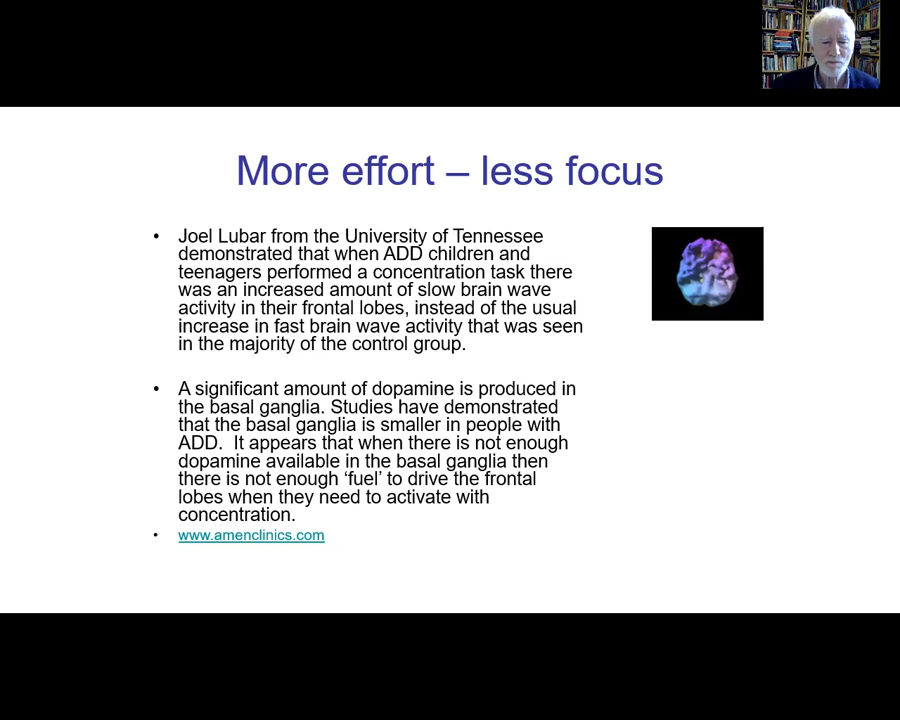 More effort – less focus
• Joel Lubar from the University of Tennessee
demonstrated that when ADD children and
teenagers performed a concentration task there
was an increased amount of slow brain wave
activity in their frontal lobes, instead of the usual
increase in fast brain wave activity that was seen
in the majority of the control group.
• A significant amount of dopamine is produced in
the basal ganglia. Studies have demonstrated
that the basal ganglia is smaller in people with
ADD.  It appears that when there is not enough
dopamine available in the basal ganglia then
there is not enough ‘fuel’ to drive the frontal
lobes when they need to activate with
concentration.
• www.amenclinics.com